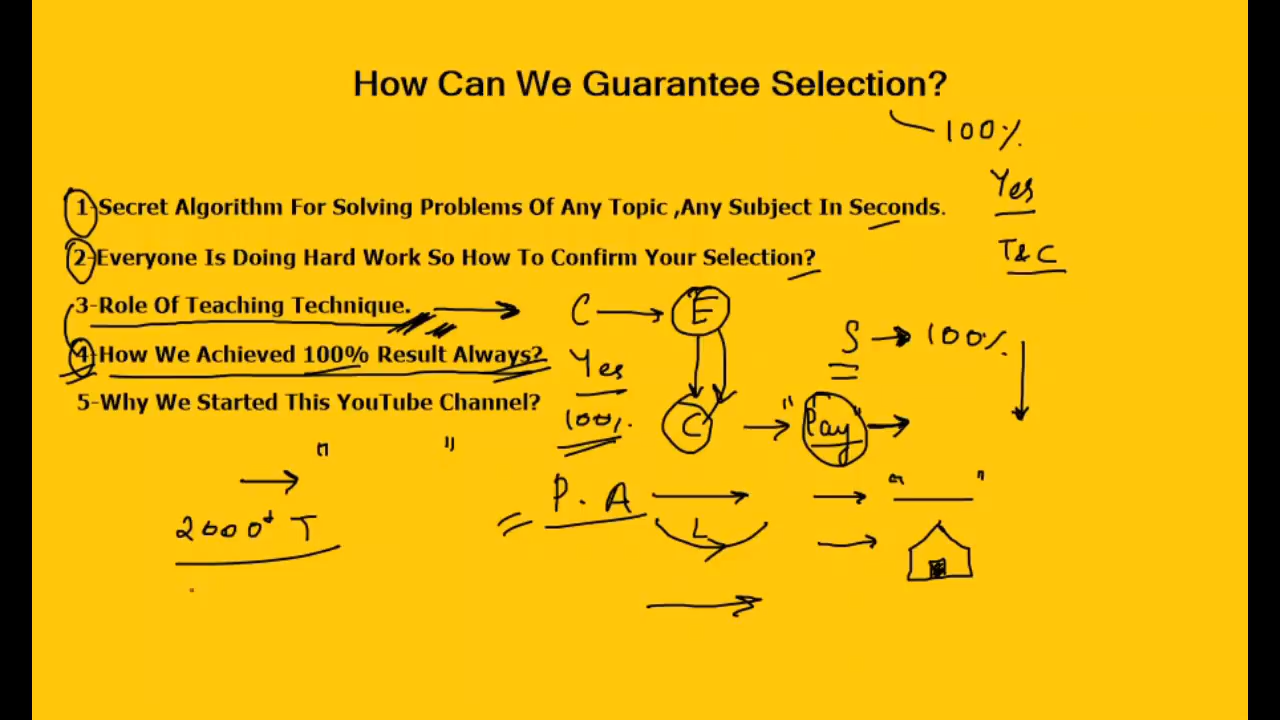 How Can We Guarantee Selection?
100%
Yes
1-Secret Algorithm For Solving Problems Of Any Topic ,Any Subject In Seconds.
T&C
2-Everyone Is Doing Hard Work So How To Confirm Your Selection?
3-Role Of Teaching Technique.
C E
S 100%
4-How We Achieved 100% Result Always?
Yes
5-Why We Started This YouTube Channel?
100%. C "Pay"
" "
P.A " "
2000+ T
L